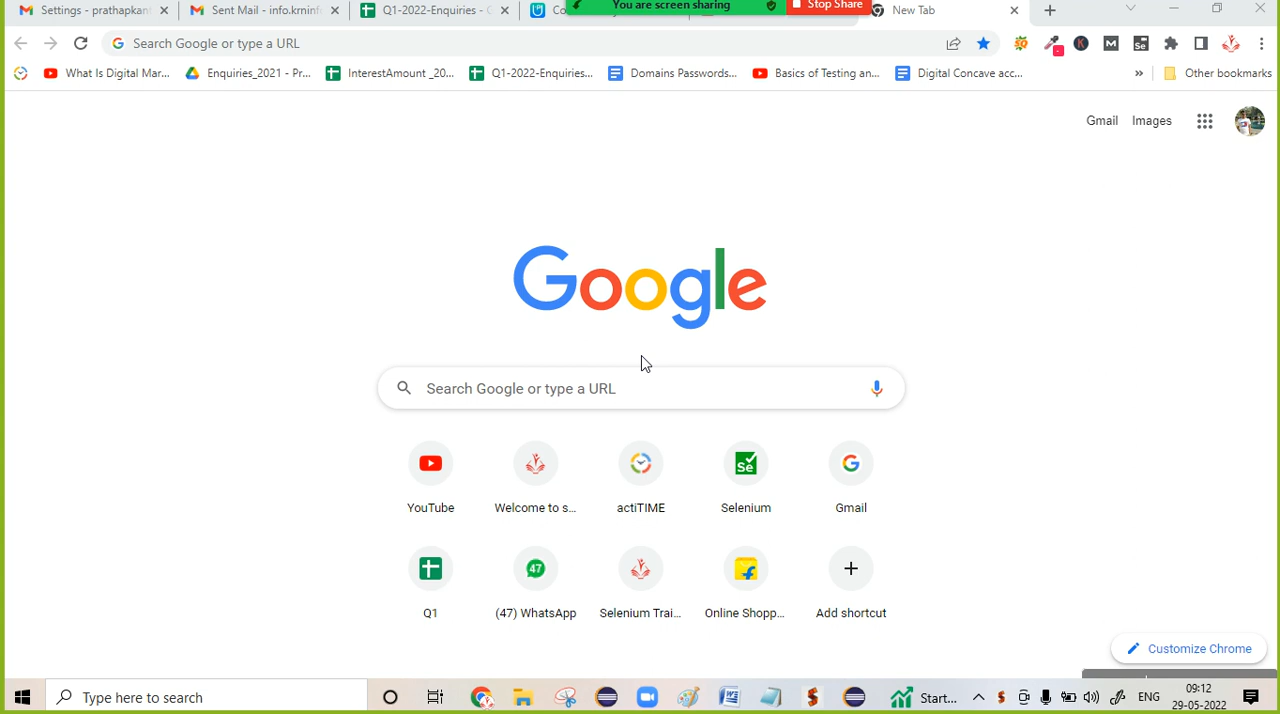 Settings - prathapkant
Sent Mail - info.krninf
Q1-2022-Enquiries - G
Co
You are screen sharing
Stop Share
New Tab
Search Google or type a URL
What Is Digital Mar...
Enquiries_2021 - Pr...
InterestAmount _20...
Q1-2022-Enquiries...
Domains Passwords...
Basics of Testing an...
Digital Concave acc...
»
Other bookmarks
Gmail
Images
Google
Search Google or type a URL
YouTube
Welcome to s...
actiTIME
Selenium
Gmail
Q1
(47) WhatsApp
Selenium Trai...
Online Shopp...
Add shortcut
Customize Chrome
Type here to search
Start...
ENG
09:12
29-05-2022